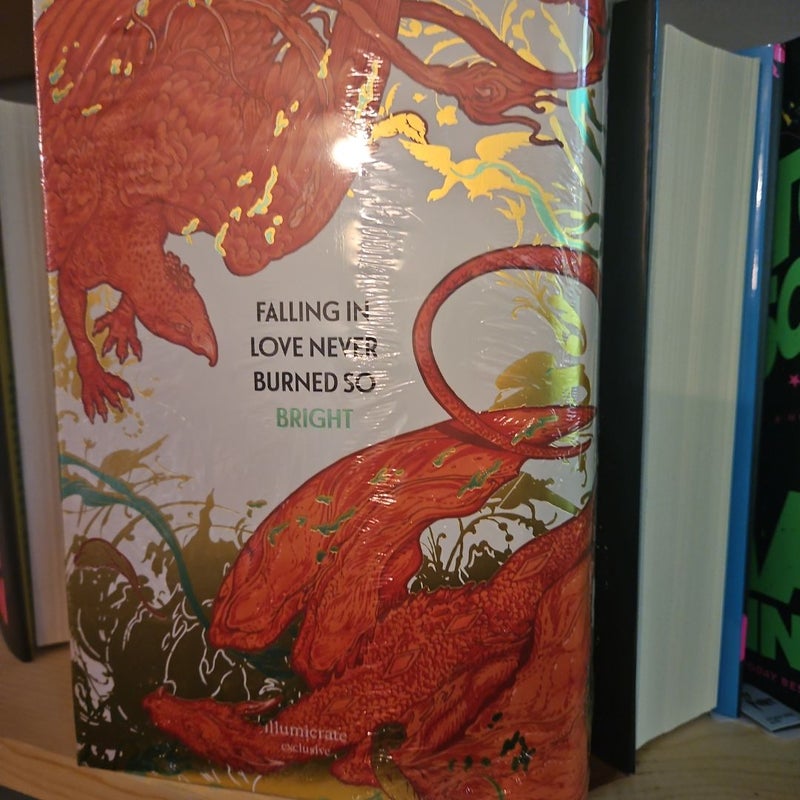 FALLING IN
LOVE NEVER
BURNED SO
BRIGHT
illumicrate
exclusive